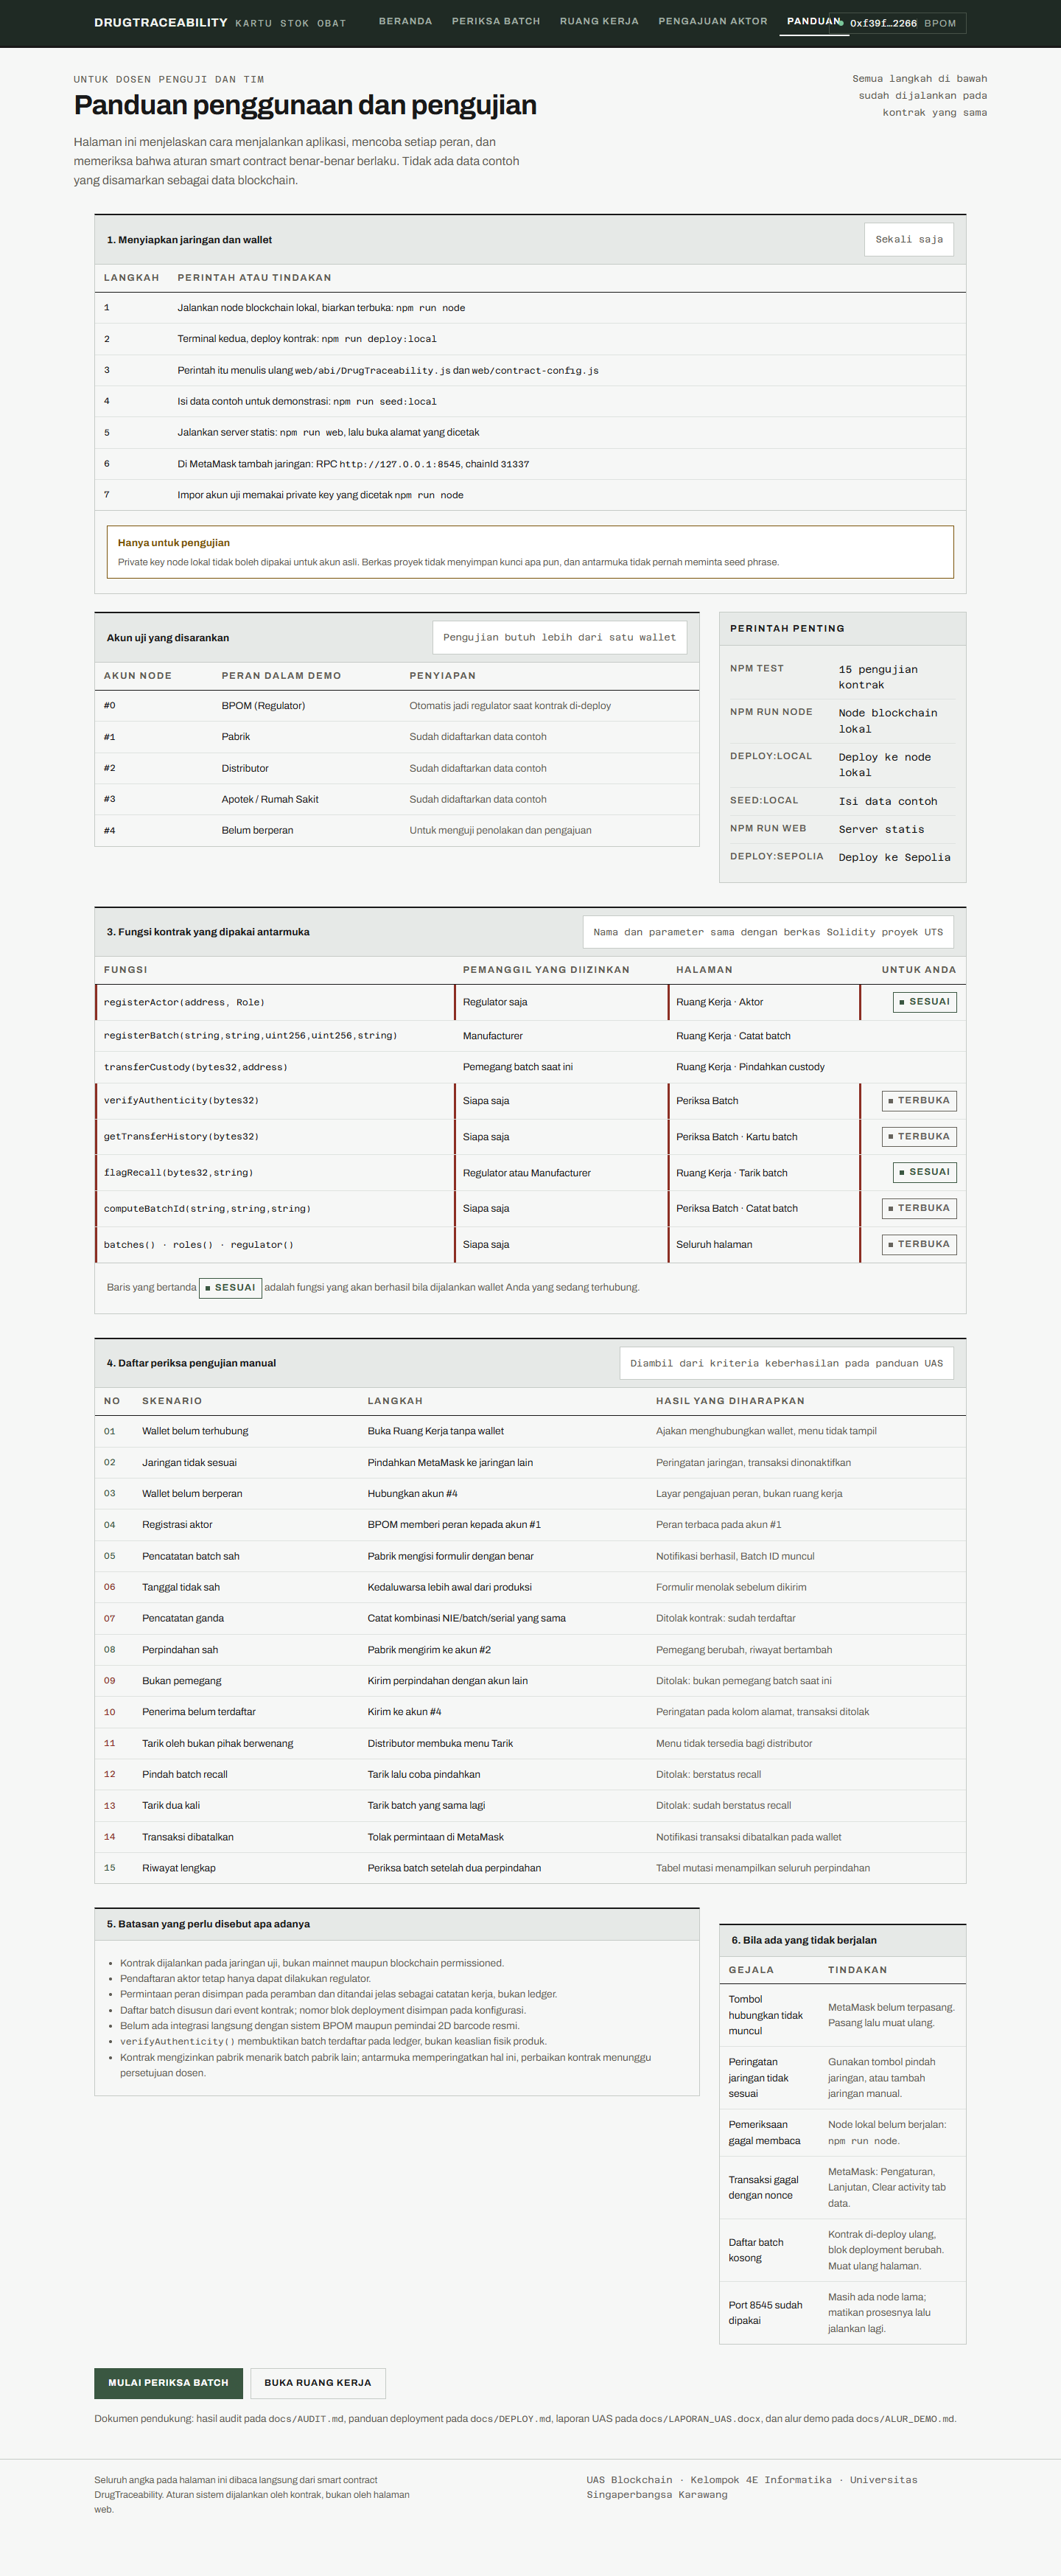 DRUGTRACEABILITY KARTU STOK OBAT
BERANDA PERIKSA BATCH RUANG KERJA PENGAJUAN AKTOR PANDUAN
0xf39f…2266 BPOM
UNTUK DOSEN PENGUJI DAN TIM
Panduan penggunaan dan pengujian
Halaman ini menjelaskan cara menjalankan aplikasi, mencoba setiap peran, dan
memeriksa bahwa aturan smart contract benar-benar berlaku. Tidak ada data contoh
yang disamarkan sebagai data blockchain.
Semua langkah di bawah
sudah dijalankan pada
kontrak yang sama
1. Menyiapkan jaringan dan wallet Sekali saja
LANGKAH PERINTAH ATAU TINDAKAN
1 Jalankan node blockchain lokal, biarkan terbuka: npm run node
2 Terminal kedua, deploy kontrak: npm run deploy:local
3 Perintah itu menulis ulang web/abi/DrugTraceability.js dan web/contract-config.js
4 Isi data contoh untuk demonstrasi: npm run seed:local
5 Jalankan server statis: npm run web, lalu buka alamat yang dicetak
6 Di MetaMask tambah jaringan: RPC http://127.0.0.1:8545, chainId 31337
7 Impor akun uji memakai private key yang dicetak npm run node
Hanya untuk pengujian
Private key node lokal tidak boleh dipakai untuk akun asli. Berkas proyek tidak menyimpan kunci apa pun, dan antarmuka tidak pernah meminta seed phrase.
Akun uji yang disarankan Pengujian butuh lebih dari satu wallet
AKUN NODE PERAN DALAM DEMO PENYIAPAN
#0 BPOM (Regulator) Otomatis jadi regulator saat kontrak di-deploy
#1 Pabrik Sudah didaftarkan data contoh
#2 Distributor Sudah didaftarkan data contoh
#3 Apotek / Rumah Sakit Sudah didaftarkan data contoh
#4 Belum berperan Untuk menguji penolakan dan pengajuan
PERINTAH PENTING
NPM TEST 15 pengujian
kontrak
NPM RUN NODE Node blockchain
lokal
DEPLOY:LOCAL Deploy ke node
lokal
SEED:LOCAL Isi data contoh
NPM RUN WEB Server statis
DEPLOY:SEPOLIA Deploy ke Sepolia
3. Fungsi kontrak yang dipakai antarmuka Nama dan parameter sama dengan berkas Solidity proyek UTS
FUNGSI PEMANGGIL YANG DIIZINKAN HALAMAN UNTUK ANDA
registerActor(address, Role) Regulator saja Ruang Kerja · Aktor SESUAI
registerBatch(string,string,uint256,uint256,string) Manufacturer Ruang Kerja · Catat batch
transferCustody(bytes32,address) Pemegang batch saat ini Ruang Kerja · Pindahkan custody
verifyAuthenticity(bytes32) Siapa saja Periksa Batch TERBUKA
getTransferHistory(bytes32) Siapa saja Periksa Batch · Kartu batch TERBUKA
flagRecall(bytes32,string) Regulator atau Manufacturer Ruang Kerja · Tarik batch SESUAI
computeBatchId(string,string,string) Siapa saja Periksa Batch · Catat batch TERBUKA
batches() · roles() · regulator() Siapa saja Seluruh halaman TERBUKA
Baris yang bertanda SESUAI adalah fungsi yang akan berhasil bila dijalankan wallet Anda yang sedang terhubung.
4. Daftar periksa pengujian manual Diambil dari kriteria keberhasilan pada panduan UAS
NO SKENARIO LANGKAH HASIL YANG DIHARAPKAN
01 Wallet belum terhubung Buka Ruang Kerja tanpa wallet Ajakan menghubungkan wallet, menu tidak tampil
02 Jaringan tidak sesuai Pindahkan MetaMask ke jaringan lain Peringatan jaringan, transaksi dinonaktifkan
03 Wallet belum berperan Hubungkan akun #4 Layar pengajuan peran, bukan ruang kerja
04 Registrasi aktor BPOM memberi peran kepada akun #1 Peran terbaca pada akun #1
05 Pencatatan batch sah Pabrik mengisi formulir dengan benar Notifikasi berhasil, Batch ID muncul
06 Tanggal tidak sah Kedaluwarsa lebih awal dari produksi Formulir menolak sebelum dikirim
07 Pencatatan ganda Catat kombinasi NIE/batch/serial yang sama Ditolak kontrak: sudah terdaftar
08 Perpindahan sah Pabrik mengirim ke akun #2 Pemegang berubah, riwayat bertambah
09 Bukan pemegang Kirim perpindahan dengan akun lain Ditolak: bukan pemegang batch saat ini
10 Penerima belum terdaftar Kirim ke akun #4 Peringatan pada kolom alamat, transaksi ditolak
11 Tarik oleh bukan pihak berwenang Distributor membuka menu Tarik Menu tidak tersedia bagi distributor
12 Pindah batch recall Tarik lalu coba pindahkan Ditolak: berstatus recall
13 Tarik dua kali Tarik batch yang sama lagi Ditolak: sudah berstatus recall
14 Transaksi dibatalkan Tolak permintaan di MetaMask Notifikasi transaksi dibatalkan pada wallet
15 Riwayat lengkap Periksa batch setelah dua perpindahan Tabel mutasi menampilkan seluruh perpindahan
5. Batasan yang perlu disebut apa adanya
• Kontrak dijalankan pada jaringan uji, bukan mainnet maupun blockchain permissioned.
• Pendaftaran aktor tetap hanya dapat dilakukan regulator.
• Permintaan peran disimpan pada peramban dan ditandai jelas sebagai catatan kerja, bukan ledger.
• Daftar batch disusun dari event kontrak; nomor blok deployment disimpan pada konfigurasi.
• Belum ada integrasi langsung dengan sistem BPOM maupun pemindai 2D barcode resmi.
• verifyAuthenticity() membuktikan batch terdaftar pada ledger, bukan keaslian fisik produk.
• Kontrak mengizinkan pabrik menarik batch pabrik lain; antarmuka memperingatkan hal ini, perbaikan kontrak menunggu
persetujuan dosen.
6. Bila ada yang tidak berjalan
GEJALA TINDAKAN
Tombol
hubungkan tidak
muncul
MetaMask belum terpasang.
Pasang lalu muat ulang.
Peringatan
jaringan tidak
sesuai
Gunakan tombol pindah
jaringan, atau tambah
jaringan manual.
Pemeriksaan
gagal membaca
Node lokal belum berjalan:
npm run node.
Transaksi gagal
dengan nonce
MetaMask: Pengaturan,
Lanjutan, Clear activity tab
data.
Daftar batch
kosong
Kontrak di-deploy ulang,
blok deployment berubah.
Muat ulang halaman.
Port 8545 sudah
dipakai
Masih ada node lama;
matikan prosesnya lalu
jalankan lagi.
MULAI PERIKSA BATCH BUKA RUANG KERJA
Dokumen pendukung: hasil audit pada docs/AUDIT.md, panduan deployment pada docs/DEPLOY.md, laporan UAS pada docs/LAPORAN_UAS.docx, dan alur demo pada docs/ALUR_DEMO.md.
Seluruh angka pada halaman ini dibaca langsung dari smart contract
DrugTraceability. Aturan sistem dijalankan oleh kontrak, bukan oleh halaman
web.
UAS Blockchain · Kelompok 4E Informatika · Universitas
Singaperbangsa Karawang